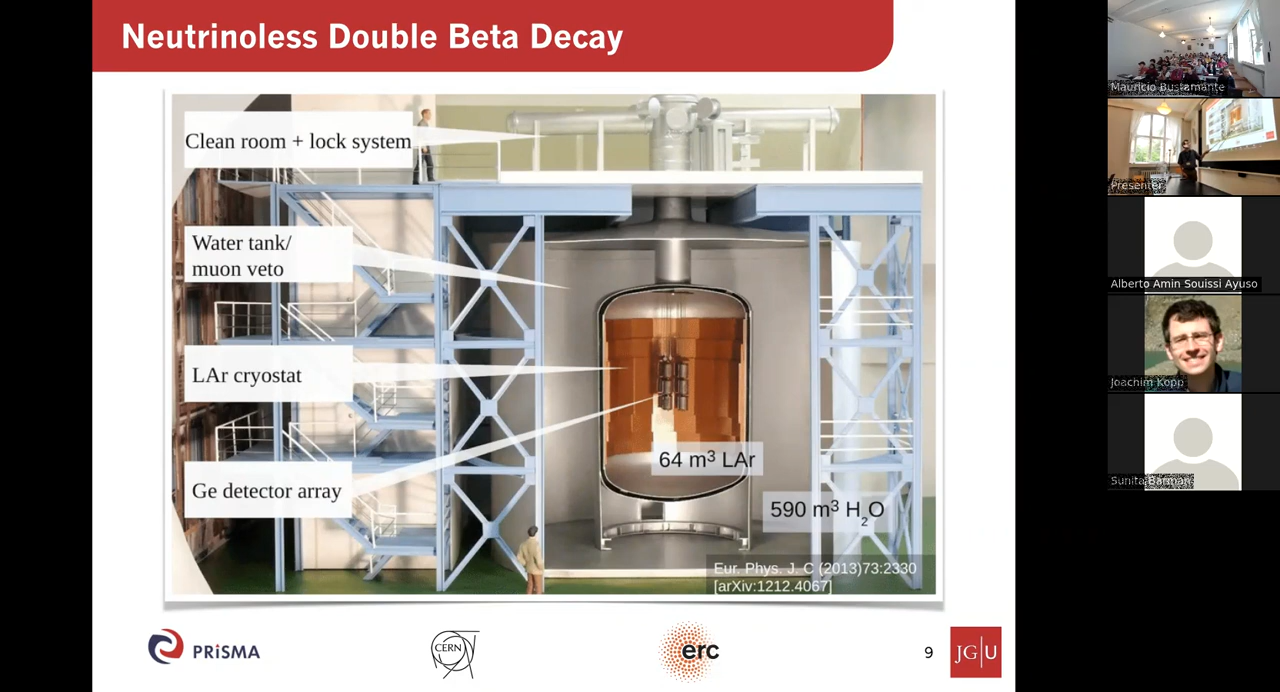 Neutrinoless Double Beta Decay
Clean room + lock system
Water tank/
muon veto
LAr cryostat
Ge detector array
64 m³ LAr
590 m³ H₂O
Eur. Phys. J. C (2013)73:2330
[arXiv:1212.4067]
PRiSMA
CERN
erc
9
JG|U
Mauricio Bustamante
Presenter
Alberto Amin Souissi Ayuso
Joachim Kopp
Sunita Barman